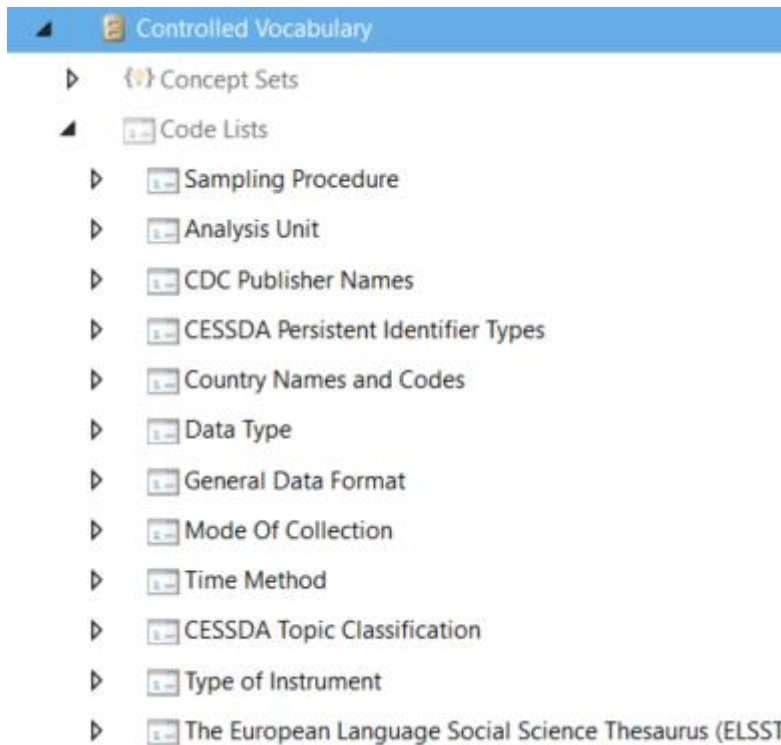 Controlled Vocabulary
Concept Sets
Code Lists
Sampling Procedure
Analysis Unit
CDC Publisher Names
CESSDA Persistent Identifier Types
Country Names and Codes
Data Type
General Data Format
Mode Of Collection
Time Method
CESSDA Topic Classification
Type of Instrument
The European Language Social Science Thesaurus (ELSST